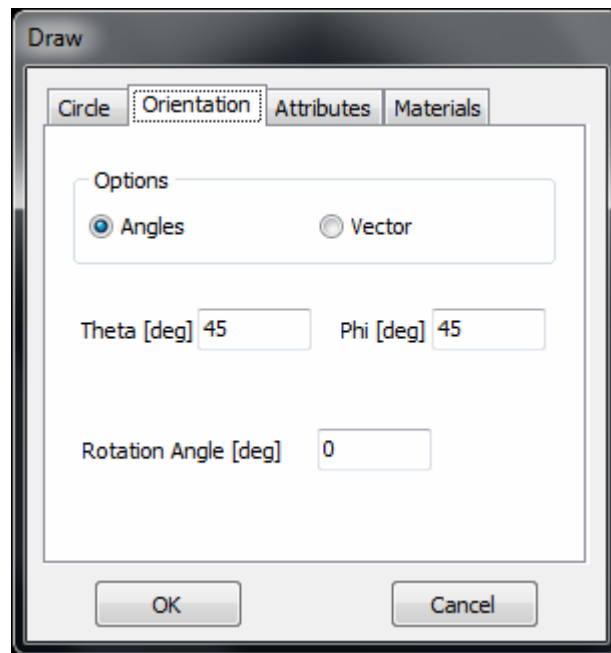 Draw
Circle Orientation Attributes Materials
Options
Angles Vector
Theta [deg] 45 Phi [deg] 45
Rotation Angle [deg] 0
OK Cancel